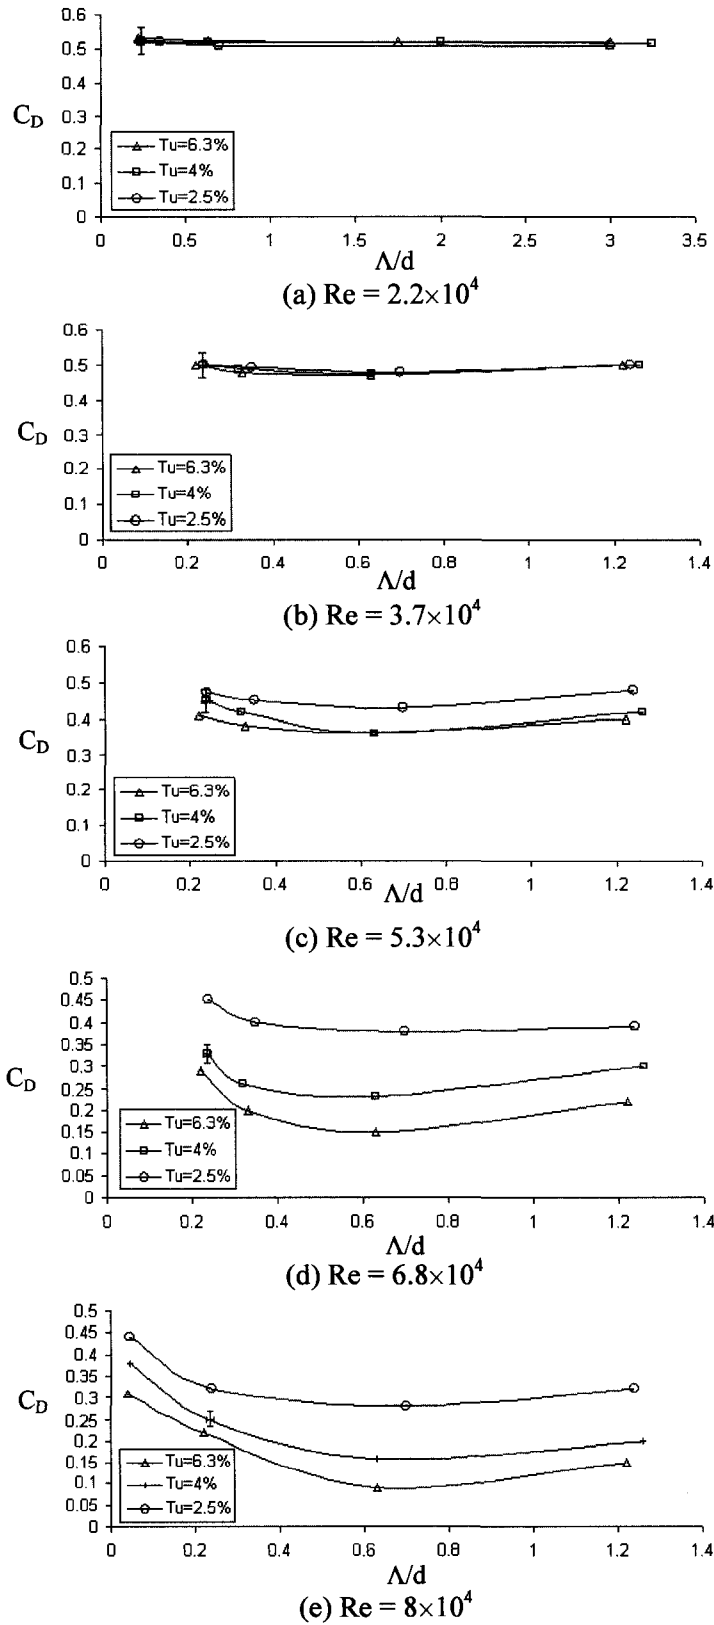 0.6
0.5
0.4
C_D
0.3
0.2
0.1
0
Tu=6.3%
Tu=4%
Tu=2.5%
0 0.5 1 1.5 2 2.5 3 3.5
Λ/d
(a) Re = 2.2×10⁴
0.6
0.5
0.4
C_D
0.3
0.2
0.1
0
Tu=6.3%
Tu=4%
Tu=2.5%
0 0.2 0.4 0.6 0.8 1 1.2 1.4
Λ/d
(b) Re = 3.7×10⁴
0.6
0.5
0.4
C_D
0.3
0.2
0.1
0
Tu=6.3%
Tu=4%
Tu=2.5%
0 0.2 0.4 0.6 0.8 1 1.2 1.4
Λ/d
(c) Re = 5.3×10⁴
0.5
0.45
0.4
0.35
0.3
C_D
0.25
0.2
0.15
0.1
0.05
0
Tu=6.3%
Tu=4%
Tu=2.5%
0 0.2 0.4 0.6 0.8 1 1.2 1.4
Λ/d
(d) Re = 6.8×10⁴
0.5
0.45
0.4
0.35
0.3
C_D
0.25
0.2
0.15
0.1
0.05
0
Tu=6.3%
Tu=4%
Tu=2.5%
0 0.2 0.4 0.6 0.8 1 1.2 1.4
Λ/d
(e) Re = 8×10⁴